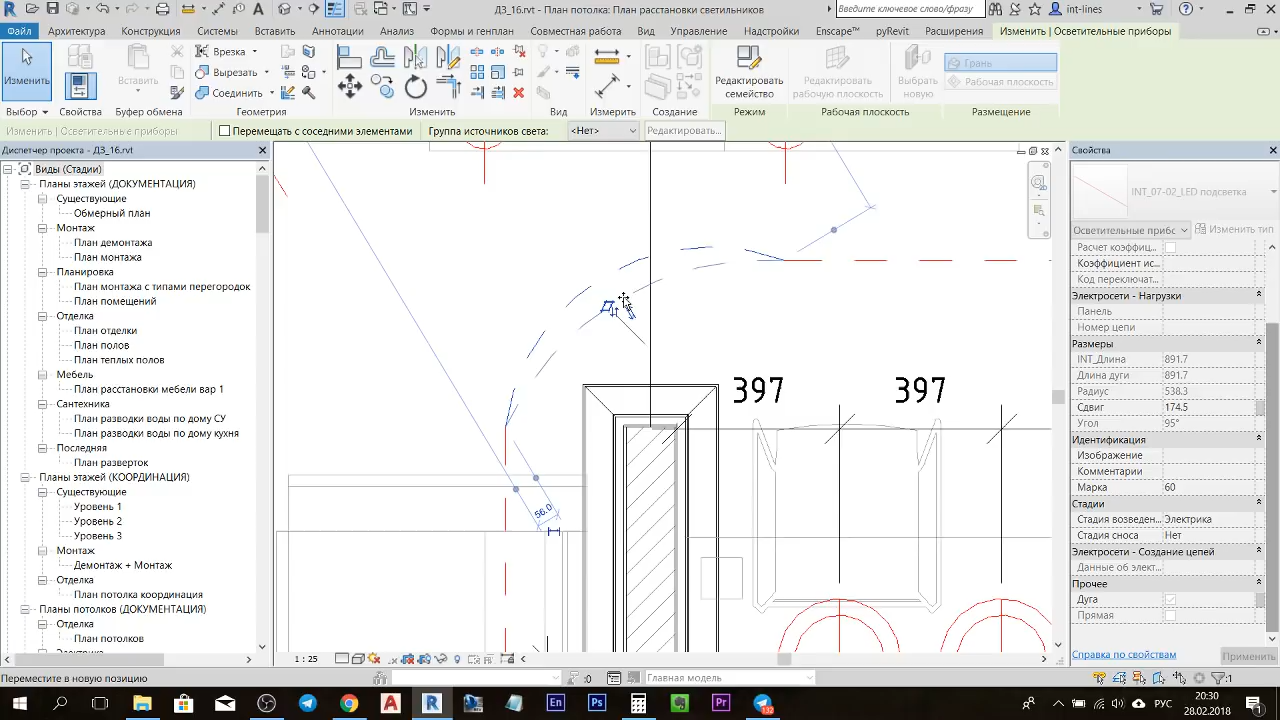 ДЗ_16.rvt - План потолка: План расстановки светильников
Введите ключевое слово/фразу
int-lines
Файл Архитектура Конструкция Системы Вставить Аннотации Анализ Формы и генплан Совместная работа Вид Управление Надстройки Enscape™ pyRevit Расширения Изменить | Осветительные приборы
Изменить
Вставить
Врезка
Вырезать
Соединить
Редактировать семейство
Редактировать рабочую плоскость
Выбрать новую
Грань
Рабочая плоскость
Выбор Свойства Буфер обмена Геометрия Изменить Вид Измерить Создание Режим Рабочая плоскость Размещение
Изменить | Осветительные приборы
Перемещать с соседними элементами
Группа источников света: <Нет> Редактировать...
Диспетчер проекта - ДЗ_16.rvt
Виды (Стадии)
Планы этажей (ДОКУМЕНТАЦИЯ)
Существующие
Обмерный план
Монтаж
План демонтажа
План монтажа
Планировка
План монтажа с типами перегородок
План помещений
Отделка
План отделки
План полов
План теплых полов
Мебель
План расстановки мебели вар 1
Сантехника
План разводки воды по дому СУ
План разводки воды по дому кухня
Последняя
План разверток
Планы этажей (КООРДИНАЦИЯ)
Существующие
Уровень 1
Уровень 2
Уровень 3
Монтаж
Демонтаж + Монтаж
Отделка
План потолка координация
Планы потолков (ДОКУМЕНТАЦИЯ)
Отделка
План потолков
397 397
56.0
Свойства
INT_07-02_LED подсветка
Осветительные прибс Изменить тип
Расчет коэффиц...
Коэффициент ис...
Электросети - Нагрузки
Панель
Номер цепи
Размеры
INT_Длина 891.7
Длина дуги 891.7
Радиус 538.3
Сдвиг 174.5
Угол 95°
Идентификация
Изображение
Комментарии
Марка 60
Стадии
Стадия возведен... Электрика
Стадия сноса Нет
Электросети - Создание цепей
Данные об элект...
Прочее
Дуга
Прямая
Справка по свойствам Применить
1 : 25
Переместите в новую позицию
:0
Главная модель
:1
En Ps Pr 132
РУС
20:30
28.02.2018